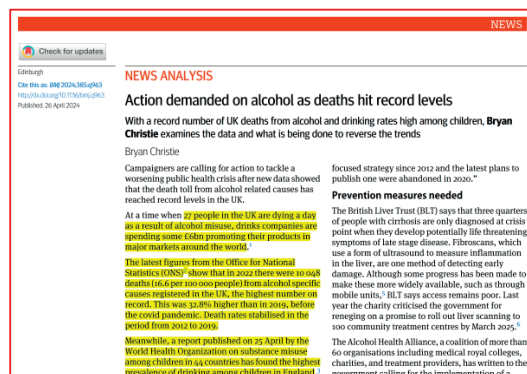 NEWS
Check for updates
Edinburgh
Cite this as: BMJ 2024;385:q963
http://dx.doi.org/10.1136/bmj.q963
Published: 26 April 2024
NEWS ANALYSIS
Action demanded on alcohol as deaths hit record levels
With a record number of UK deaths from alcohol and drinking rates high among children, Bryan
Christie examines the data and what is being done to reverse the trends
Bryan Christie
Campaigners are calling for action to tackle a
worsening public health crisis after new data showed
that the death toll from alcohol related causes has
reached record levels in the UK.
At a time when 27 people in the UK are dying a day
as a result of alcohol misuse, drinks companies are
spending some £6bn promoting their products in
major markets around the world.1
The latest figures from the Office for National
Statistics (ONS)2 show that in 2022 there were 10 048
deaths (16.6 per 100 000 people) from alcohol specific
causes registered in the UK, the highest number on
record. This was 32.8% higher than in 2019, before
the covid pandemic. Death rates stabilised in the
period from 2012 to 2019.
Meanwhile, a report published on 25 April by the
World Health Organization on substance misuse
among children in 44 countries has found the highest
prevalence of drinking among children in England.3
focused strategy since 2012 and the latest plans to
publish one were abandoned in 2020."
Prevention measures needed
The British Liver Trust (BLT) says that three quarters
of people with cirrhosis are only diagnosed at crisis
point when they develop potentially life threatening
symptoms of late stage disease. Fibroscans, which
use a form of ultrasound to measure inflammation
in the liver, are one method of detecting early
damage. Although some progress has been made to
make these more widely available, such as through
mobile units,5 BLT says access remains poor. Last
year the charity criticised the government for
reneging on a promise to roll out liver scanning to
100 community treatment centres by March 2025.6
The Alcohol Health Alliance, a coalition of more than
60 organisations including medical royal colleges,
charities, and treatment providers, has written to the
government calling for the implementation of a